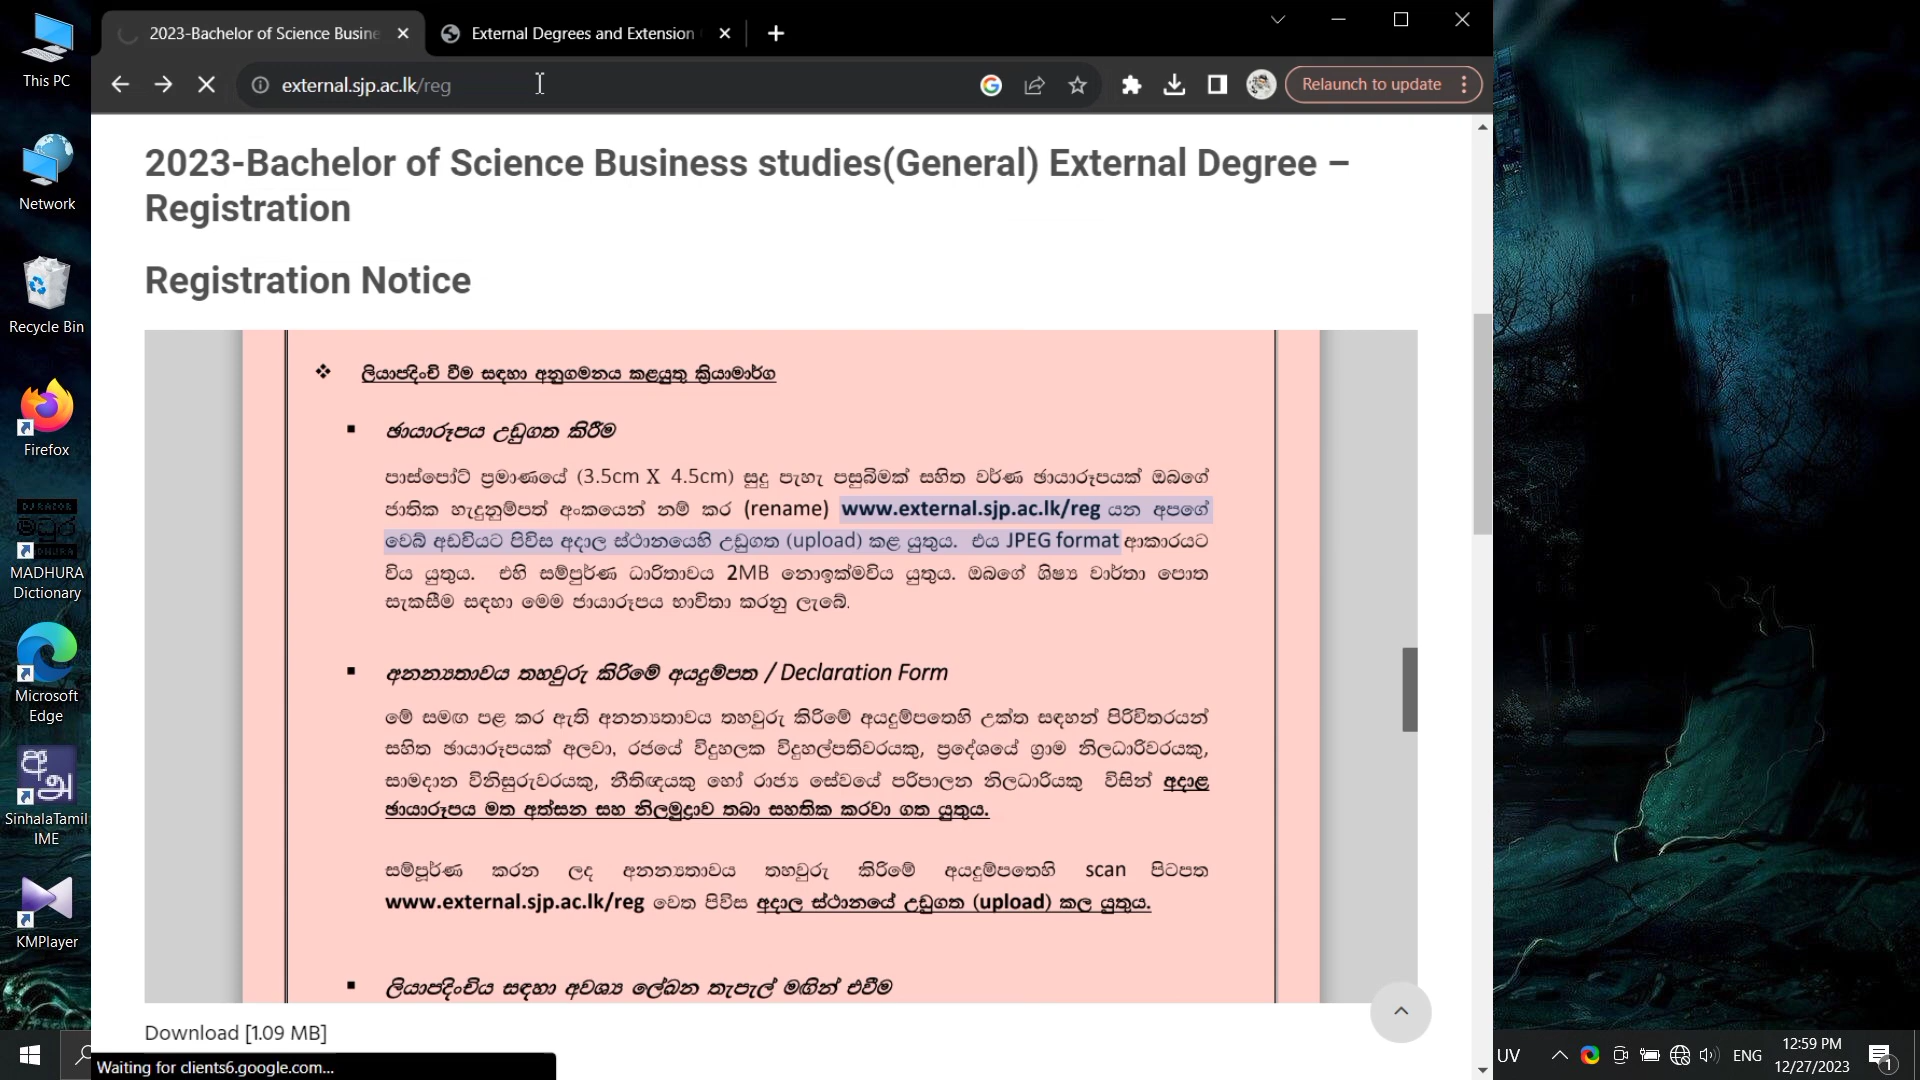 This PC
Network
Recycle Bin
Firefox
MADHURA
Dictionary
Microsoft
Edge
SinhalaTamil
IME
KMPlayer
2023-Bachelor of Science Busine
External Degrees and Extension
external.sjp.ac.lk/reg
Relaunch to update
2023-Bachelor of Science Business studies(General) External Degree –
Registration
Registration Notice
❖ ලියාපදිංචි වීම සඳහා අනුගමනය කළයුතු ක්‍රියාමාර්ග
▪ ඡායාරූපය උඩුගත කිරීම
පාස්පෝට් ප්‍රමාණයේ (3.5cm X 4.5cm) සුදු පැහැ පසුබිමක් සහිත වර්ණ ඡායාරූපයක් ඔබගේ
ජාතික හැඳුනුම්පත් අංකයෙන් නම් කර (rename) www.external.sjp.ac.lk/reg යන අපගේ
වෙබ් අඩවියට පිවිස අදාල ස්ථානයෙහි උඩුගත (upload) කළ යුතුය. එය JPEG format ආකාරයට
විය යුතුය. එහි සම්පුර්ණ ධාරිතාවය 2MB නොඉක්මවිය යුතුය. ඔබගේ ශිෂ්‍ය වාර්තා පොත
සැකසීම සඳහා මෙම ජායාරූපය භාවිතා කරනු ලැබේ.
▪ අනන්‍යතාවය තහවුරු කිරිමේ අයදුම්පත / Declaration Form
මේ සමඟ පළ කර ඇති අනන්‍යතාවය තහවුරු කිරිමේ අයදුම්පතෙහි උක්ත සඳහන් පිරිවිතරයන්
සහිත ඡායාරූපයක් අලවා, රජයේ විදුහලක විදුහල්පතිවරයකු, ප්‍රදේශයේ ග්‍රාම නිලධාරිවරයකු,
සාමදාන විනිසුරුවරයකු, නීතිඥයකු හෝ රාජ්‍ය සේවයේ පරිපාලන නිලධාරියකු විසින් අදාළ
ඡායාරූපය මත අත්සන සහ නිලමුද්‍රාව තබා සහතික කරවා ගත යුතුය.
සම්පූර්ණ කරන ලද අනන්‍යතාවය තහවුරු කිරිමේ අයදුම්පතෙහි scan පිටපත
www.external.sjp.ac.lk/reg වෙත පිවිස අදාල ස්ථානයේ උඩුගත (upload) කල යුතුය.
▪ ලියාපදිංචිය සඳහා අවශ්‍ය ලේඛන තැපැල් මඟින් එවීම
Download [1.09 MB]
Waiting for clients6.google.com...
UV
ENG
12:59 PM
12/27/2023
1